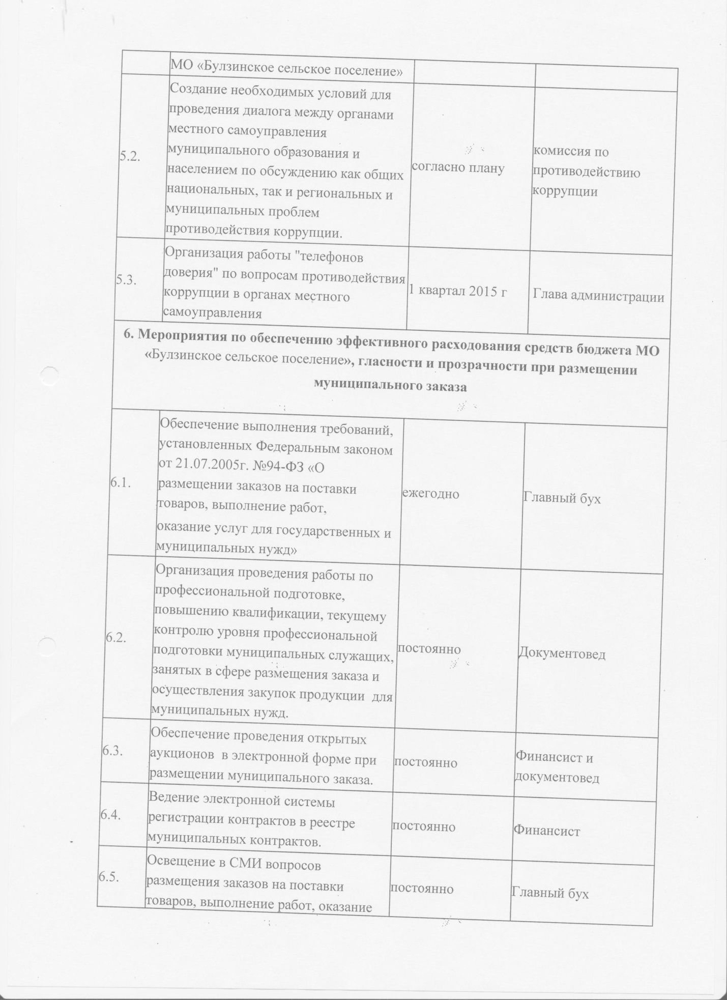 МО «Булзинское сельское поселение»
5.2.
Создание необходимых условий для
проведения диалога между органами
местного самоуправления
муниципального образования и
населением по обсуждению как общих
национальных, так и региональных и
муниципальных проблем
противодействия коррупции.
согласно плану
комиссия по
противодействию
коррупции
5.3.
Организация работы "телефонов
доверия" по вопросам противодействия
коррупции в органах местного
самоуправления
1 квартал 2015 г
Глава администрации
6. Мероприятия по обеспечению эффективного расходования средств бюджета МО
«Булзинское сельское поселение», гласности и прозрачности при размещении
муниципального заказа
6.1.
Обеспечение выполнения требований,
установленных Федеральным законом
от 21.07.2005г. №94-ФЗ «О
размещении заказов на поставки
товаров, выполнение работ,
оказание услуг для государственных и
муниципальных нужд»
ежегодно
Главный бух
6.2.
Организация проведения работы по
профессиональной подготовке,
повышению квалификации, текущему
контролю уровня профессиональной
подготовки муниципальных служащих,
занятых в сфере размещения заказа и
осуществления закупок продукции для
муниципальных нужд.
постоянно
Документовед
6.3.
Обеспечение проведения открытых
аукционов в электронной форме при
размещении муниципального заказа.
постоянно
Финансист и
документовед
6.4.
Ведение электронной системы
регистрации контрактов в реестре
муниципальных контрактов.
постоянно
Финансист
6.5.
Освещение в СМИ вопросов
размещения заказов на поставки
товаров, выполнение работ, оказание
постоянно
Главный бух